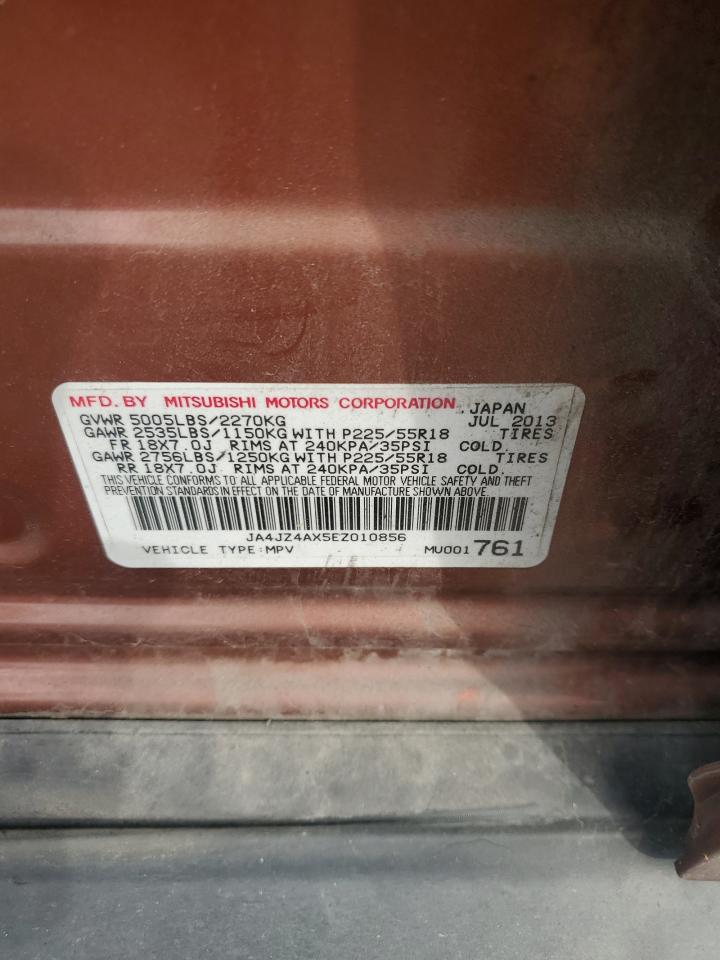 MFD. BY MITSUBISHI MOTORS CORPORATION, JAPAN
GVWR 5005LBS/2270KG JUL 2013
GAWR 2535LBS/1150KG WITH P225/55R18 TIRES
FR 18X7.0J RIMS AT 240KPA/35PSI COLD.
GAWR 2756LBS/1250KG WITH P225/55R18 TIRES
RR 18X7.0J RIMS AT 240KPA/35PSI COLD.
THIS VEHICLE CONFORMS TO ALL APPLICABLE FEDERAL MOTOR VEHICLE SAFETY AND THEFT
PREVENTION STANDARDS IN EFFECT ON THE DATE OF MANUFACTURE SHOWN ABOVE.
JA4JZ4AX5EZ010856
VEHICLE TYPE:MPV MU001 761